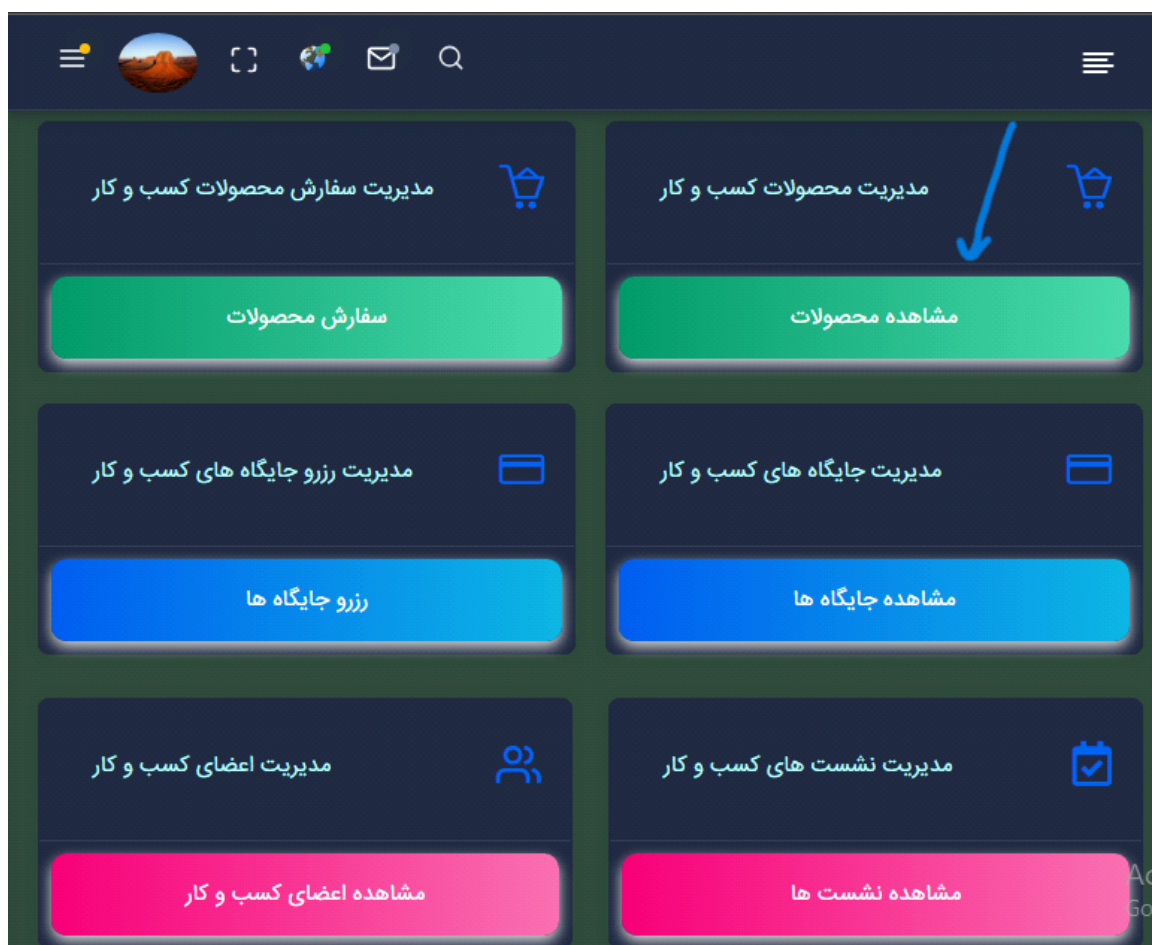 مدیریت محصولات کسب و کار
مدیریت سفارش محصولات کسب و کار
مشاهده محصولات
سفارش محصولات
مدیریت جایگاه های کسب و کار
مدیریت رزرو جایگاه های کسب و کار
مشاهده جایگاه ها
رزرو جایگاه ها
مدیریت نشست های کسب و کار
مدیریت اعضای کسب و کار
مشاهده نشست ها
مشاهده اعضای کسب و کار